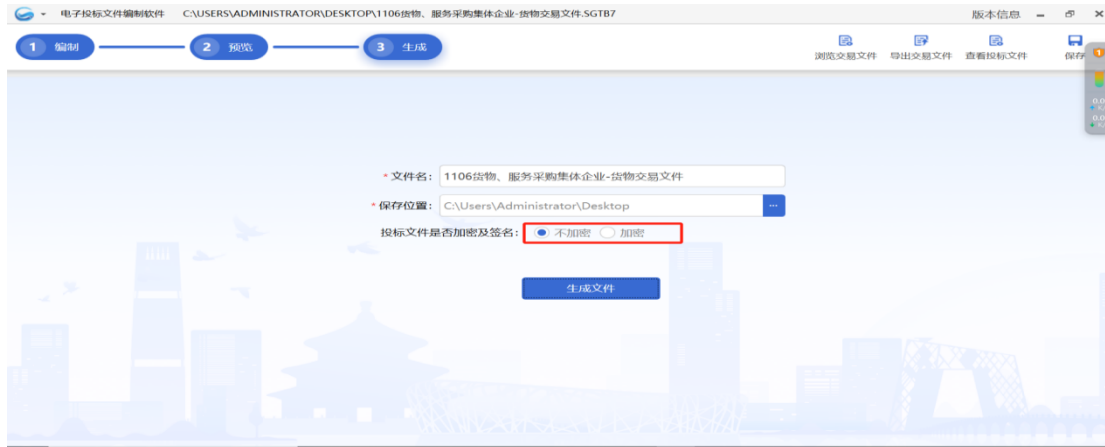 电子投标文件编制软件 C:\USERS\ADMINISTRATOR\DESKTOP\1106货物、服务采购集体企业-货物交易文件.SGTB7 版本信息
1 编制 2 预览 3 生成
浏览交易文件 导出交易文件 查看投标文件 保存
1
0.0
0.0
* 文件名: 1106货物、服务采购集体企业-货物交易文件
* 保存位置: C:\Users\Administrator\Desktop ...
投标文件是否加密及签名: 不加密 加密
生成文件